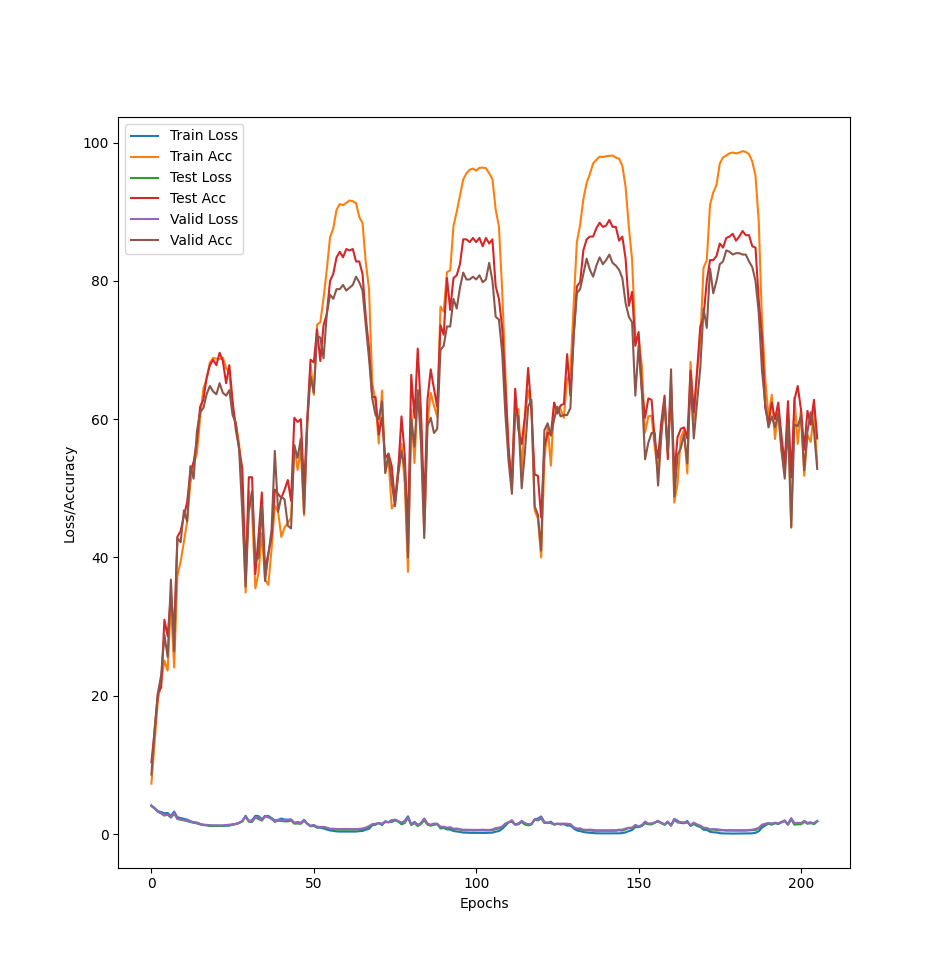 Train Loss
Train Acc
Test Loss
Test Acc
Valid Loss
Valid Acc
100
80
60
40
20
0
Loss/Accuracy
0 50 100 150 200
Epochs